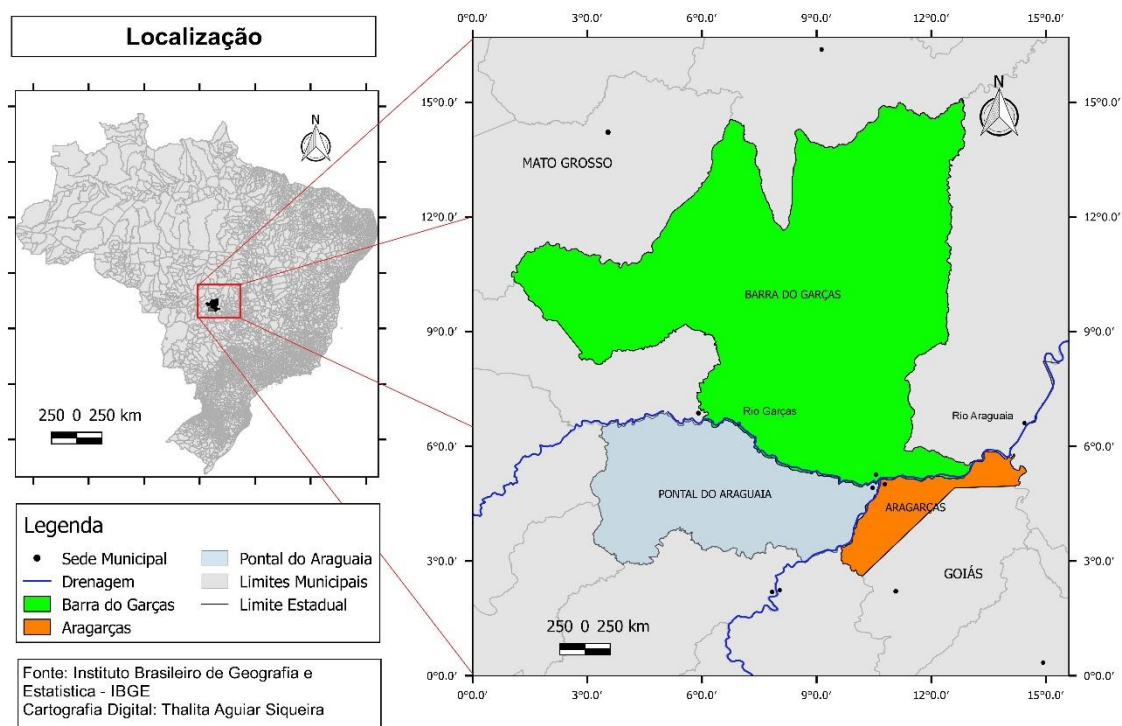 Localização
N
250 0 250 km
Legenda
Sede Municipal
Drenagem
Barra do Garças
Aragarças
Pontal do Araguaia
Limites Municipais
Limite Estadual
Fonte: Instituto Brasileiro de Geografia e
Estatistica - IBGE
Cartografia Digital: Thalita Aguiar Siqueira
0°0.0′ 3°0.0′ 6°0.0′ 9°0.0′ 12°0.0′ 15°0.0′
15°0.0′ 15°0.0′
12°0.0′ 12°0.0′
9°0.0′ 9°0.0′
6°0.0′ 6°0.0′
3°0.0′ 3°0.0′
0°0.0′ 0°0.0′
N
MATO GROSSO
BARRA DO GARÇAS
Rio Garças
Rio Araguaia
PONTAL DO ARAGUAIA
ARAGARÇAS
GOIÁS
250 0 250 km
0°0.0′ 3°0.0′ 6°0.0′ 9°0.0′ 12°0.0′ 15°0.0′